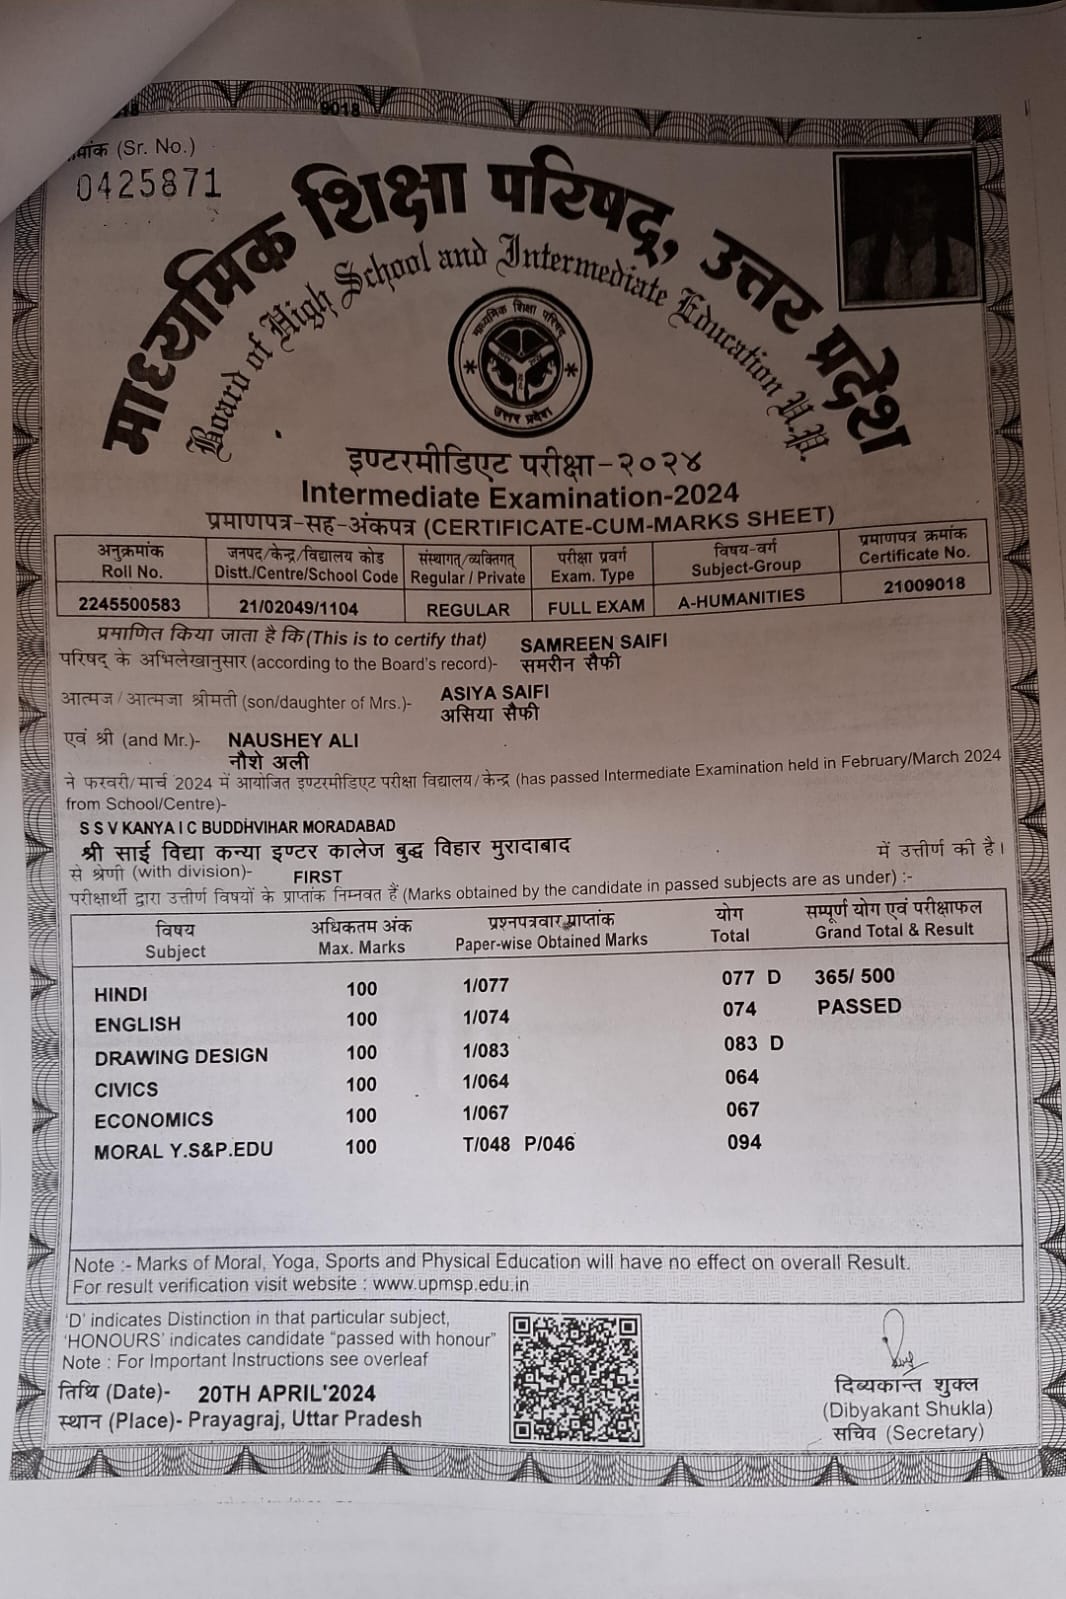 9018
मांक (Sr. No.)
0425871
माध्यमिक शिक्षा परिषद्, उत्तर प्रदेश
Board of High School and Intermediate Education U.P.
माध्यमिक शिक्षा परिषद्
उत्तर प्रदेश
इण्टरमीडिएट परीक्षा-२०२४
Intermediate Examination-2024
प्रमाणपत्र-सह-अंकपत्र (CERTIFICATE-CUM-MARKS SHEET)
अनुक्रमांक जनपद/केन्द्र/विद्यालय कोड संस्थागत/व्यक्तिगत परीक्षा प्रवर्ग विषय-वर्ग प्रमाणपत्र क्रमांक
Roll No. Distt./Centre/School Code Regular / Private Exam. Type Subject-Group Certificate No.
2245500583 21/02049/1104 REGULAR FULL EXAM A-HUMANITIES 21009018
प्रमाणित किया जाता है कि (This is to certify that) SAMREEN SAIFI
परिषद् के अभिलेखानुसार (according to the Board's record)- समरीन सैफी
आत्मज/आत्मजा श्रीमती (son/daughter of Mrs.)- ASIYA SAIFI
असिया सैफी
एवं श्री (and Mr.)- NAUSHEY ALI
नौशे अली
ने फरवरी/मार्च 2024 में आयोजित इण्टरमीडिएट परीक्षा विद्यालय/केन्द्र (has passed Intermediate Examination held in February/March 2024
from School/Centre)-
S S V KANYA I C BUDDHVIHAR MORADABAD
श्री साई विद्या कन्या इण्टर कालेज बुद्ध विहार मुरादाबाद में उत्तीर्ण की है।
से श्रेणी (with division)- FIRST
परीक्षार्थी द्वारा उत्तीर्ण विषयों के प्राप्तांक निम्नवत हैं (Marks obtained by the candidate in passed subjects are as under) :-
विषय अधिकतम अंक प्रश्नपत्रवार प्राप्तांक योग सम्पूर्ण योग एवं परीक्षाफल
Subject Max. Marks Paper-wise Obtained Marks Total Grand Total & Result
HINDI 100 1/077 077 D 365/ 500
ENGLISH 100 1/074 074 PASSED
DRAWING DESIGN 100 1/083 083 D
CIVICS 100 1/064 064
ECONOMICS 100 1/067 067
MORAL Y.S&P.EDU 100 T/048 P/046 094
Note :- Marks of Moral, Yoga, Sports and Physical Education will have no effect on overall Result.
For result verification visit website : www.upmsp.edu.in
'D' indicates Distinction in that particular subject,
'HONOURS' indicates candidate "passed with honour"
Note : For Important Instructions see overleaf
तिथि (Date)- 20TH APRIL'2024
स्थान (Place)- Prayagraj, Uttar Pradesh
दिब्यकान्त शुक्ल
(Dibyakant Shukla)
सचिव (Secretary)